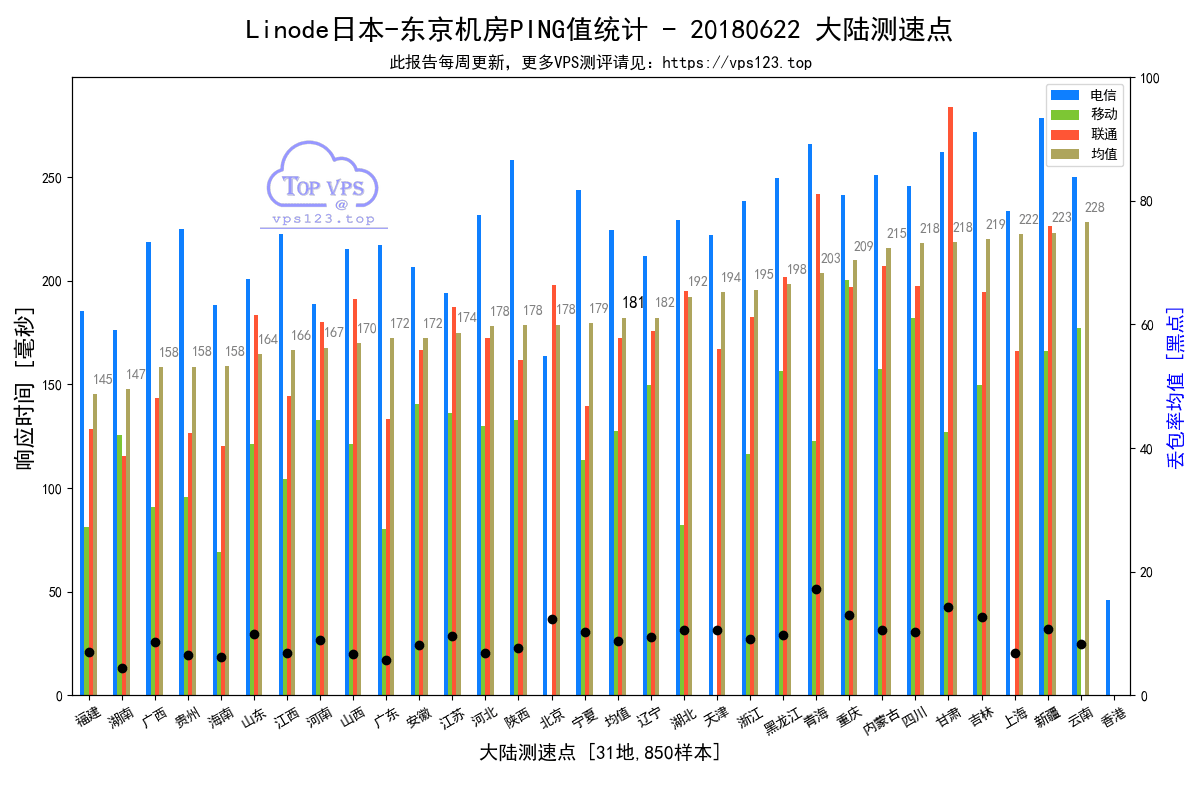 Linode日本-东京机房PING值统计 - 20180622 大陆测速点
此报告每周更新，更多VPS测评请见：https://vps123.top
电信
移动
联通
均值
TOP VPS
@
vps123.top
响应时间 [毫秒]
0
50
100
150
200
250
145
147
158
158
158
164
166
167
170
172
172
174
178
178
178
179
181
182
192
194
195
198
203
209
215
218
218
219
222
223
228
0
20
40
60
80
100
丢包率均值 [黑点]
福建
湖南
广西
贵州
海南
山东
江西
河南
山西
广东
安徽
江苏
河北
陕西
北京
宁夏
均值
辽宁
湖北
天津
浙江
黑龙江
青海
重庆
内蒙古
四川
甘肃
吉林
上海
新疆
云南
香港
大陆测速点 [31地,850样本]